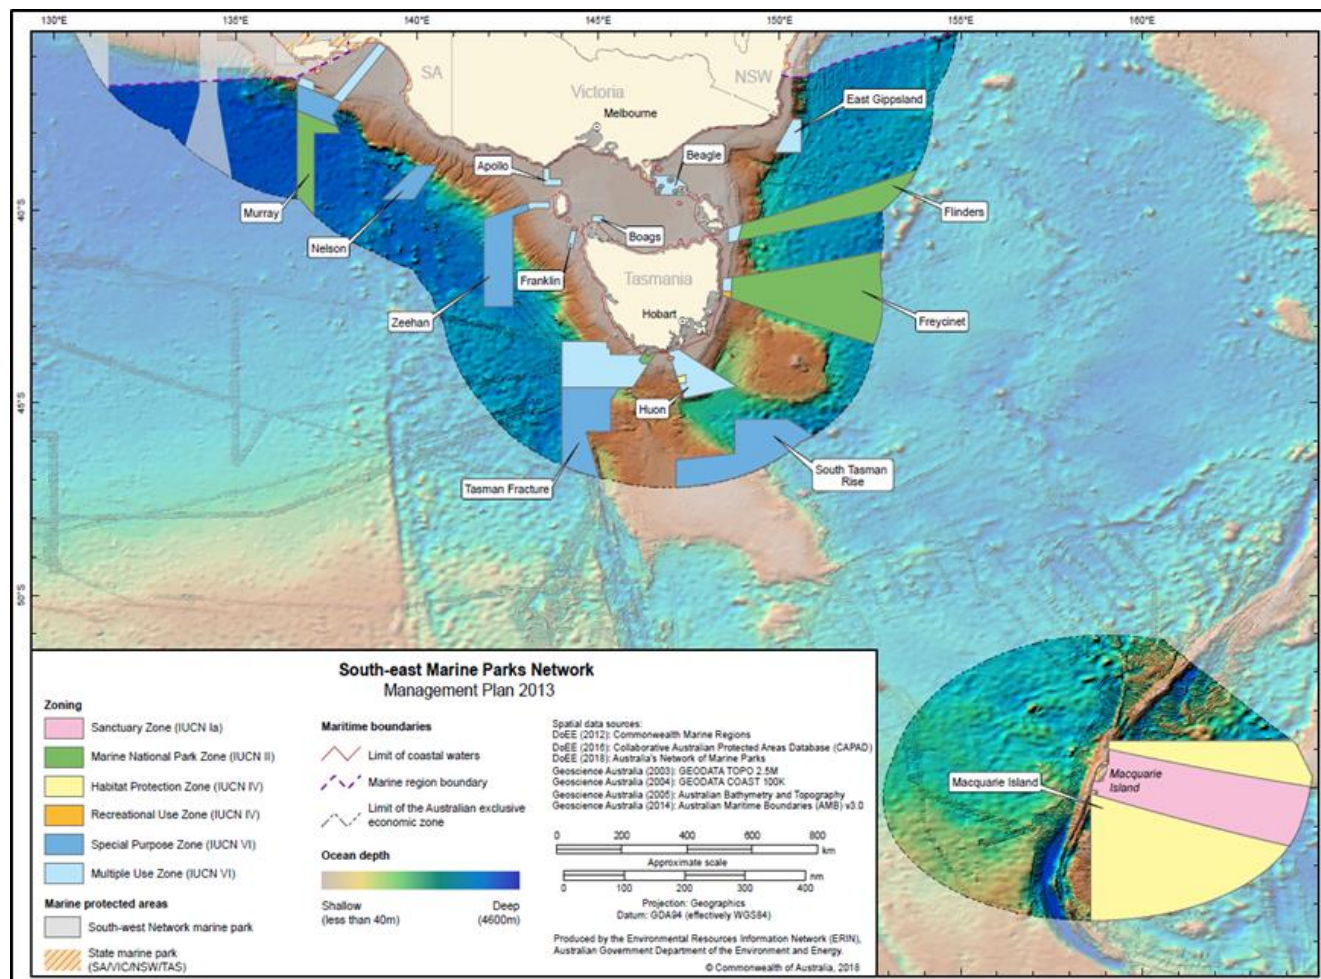 130°E
135°E
140°E
145°E
150°E
155°E
160°E
40°S
45°S
50°S
SA
Victoria
NSW
Melbourne
East Gippsland
Apollo
Beagle
Murray
Nelson
Boags
Flinders
Franklin
Tasmania
Zeehan
Hobart
Freycinet
Huon
Tasman Fracture
South Tasman
Rise
Macquarie Island
Macquarie
Island
South-east Marine Parks Network
Management Plan 2013
Zoning
Sanctuary Zone (IUCN Ia)
Marine National Park Zone (IUCN II)
Habitat Protection Zone (IUCN IV)
Recreational Use Zone (IUCN IV)
Special Purpose Zone (IUCN VI)
Multiple Use Zone (IUCN VI)
Marine protected areas
South-west Network marine park
State marine park
(SA/VIC/NSW/TAS)
Maritime boundaries
Limit of coastal waters
Marine region boundary
Limit of the Australian exclusive
economic zone
Ocean depth
Shallow
(less than 40m)
Deep
(4600m)
Spatial data sources:
DoEE (2012): Commonwealth Marine Regions
DoEE (2016): Collaborative Australian Protected Areas Database (CAPAD)
DoEE (2018): Australia's Network of Marine Parks
Geoscience Australia (2003): GEODATA TOPO 2.5M
Geoscience Australia (2004): GEODATA COAST 100K
Geoscience Australia (2005): Australian Bathymetry and Topography
Geoscience Australia (2014): Australian Maritime Boundaries (AMB) v3.0
0 200 400 600 800
km
Approximate scale
0 100 200 300 400
nm
Projection: Geographics
Datum: GDA94 (effectively WGS84)
Produced by the Environmental Resources Information Network (ERIN),
Australian Government Department of the Environment and Energy.
© Commonwealth of Australia, 2018